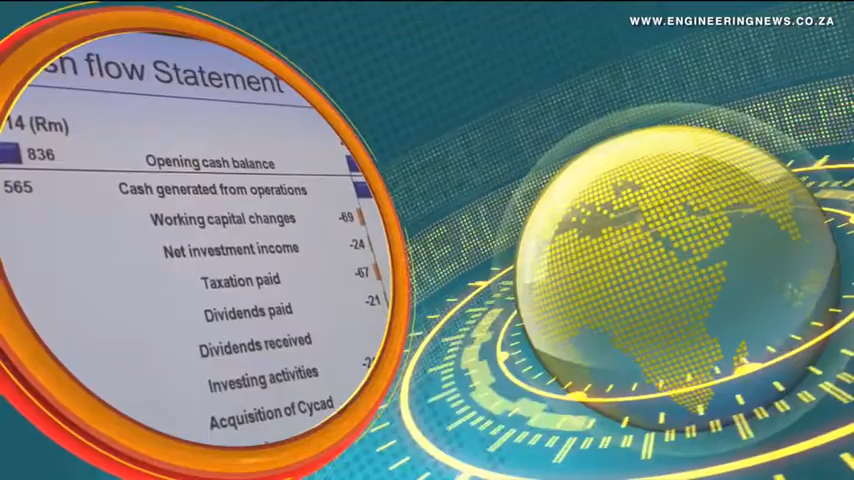 WWW.ENGINEERINGNEWS.CO.ZA
flow Statement
14 (Rm)
836
Opening cash balance
565
Cash generated from operations
Working capital changes
-69
Net investment income
-24
Taxation paid
-67
Dividends paid
-21
Dividends received
Investing activities
Acquisition of Cycad